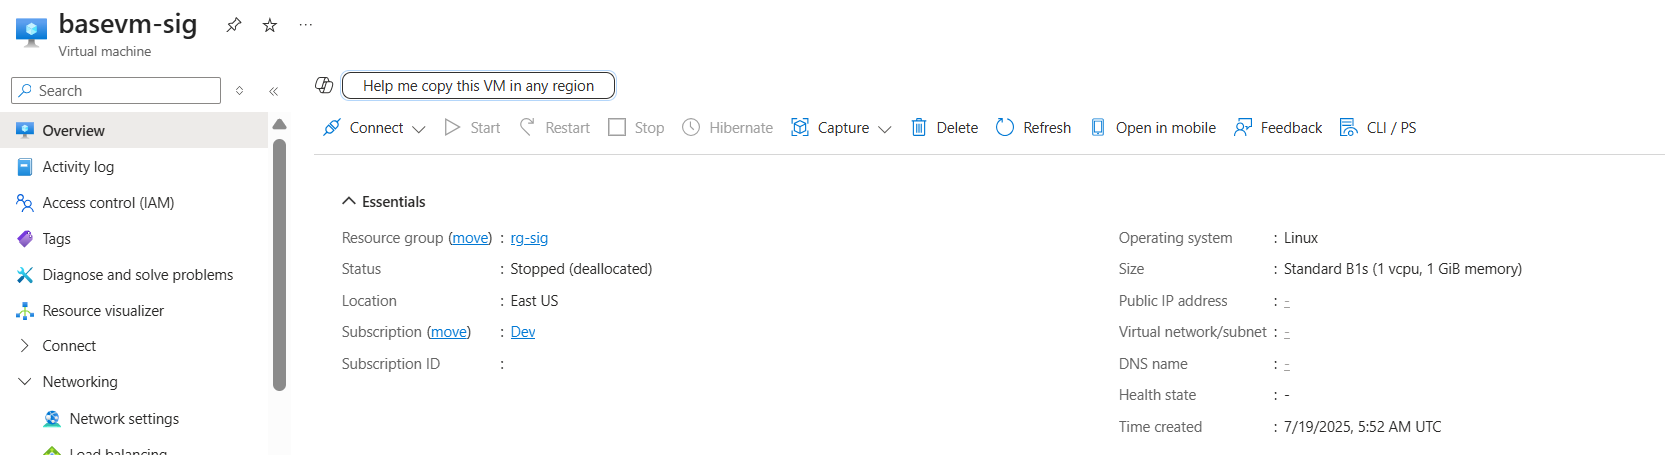 basevm-sig
Virtual machine
Search
Help me copy this VM in any region
Connect Start Restart Stop Hibernate Capture Delete Refresh Open in mobile Feedback CLI / PS
Overview
Activity log
Access control (IAM)
Tags
Diagnose and solve problems
Resource visualizer
Connect
Networking
Network settings
Load balancing
Essentials
Resource group (move) : rg-sig
Status : Stopped (deallocated)
Location : East US
Subscription (move) : Dev
Subscription ID :
Operating system : Linux
Size : Standard B1s (1 vcpu, 1 GiB memory)
Public IP address : -
Virtual network/subnet : -
DNS name : -
Health state : -
Time created : 7/19/2025, 5:52 AM UTC